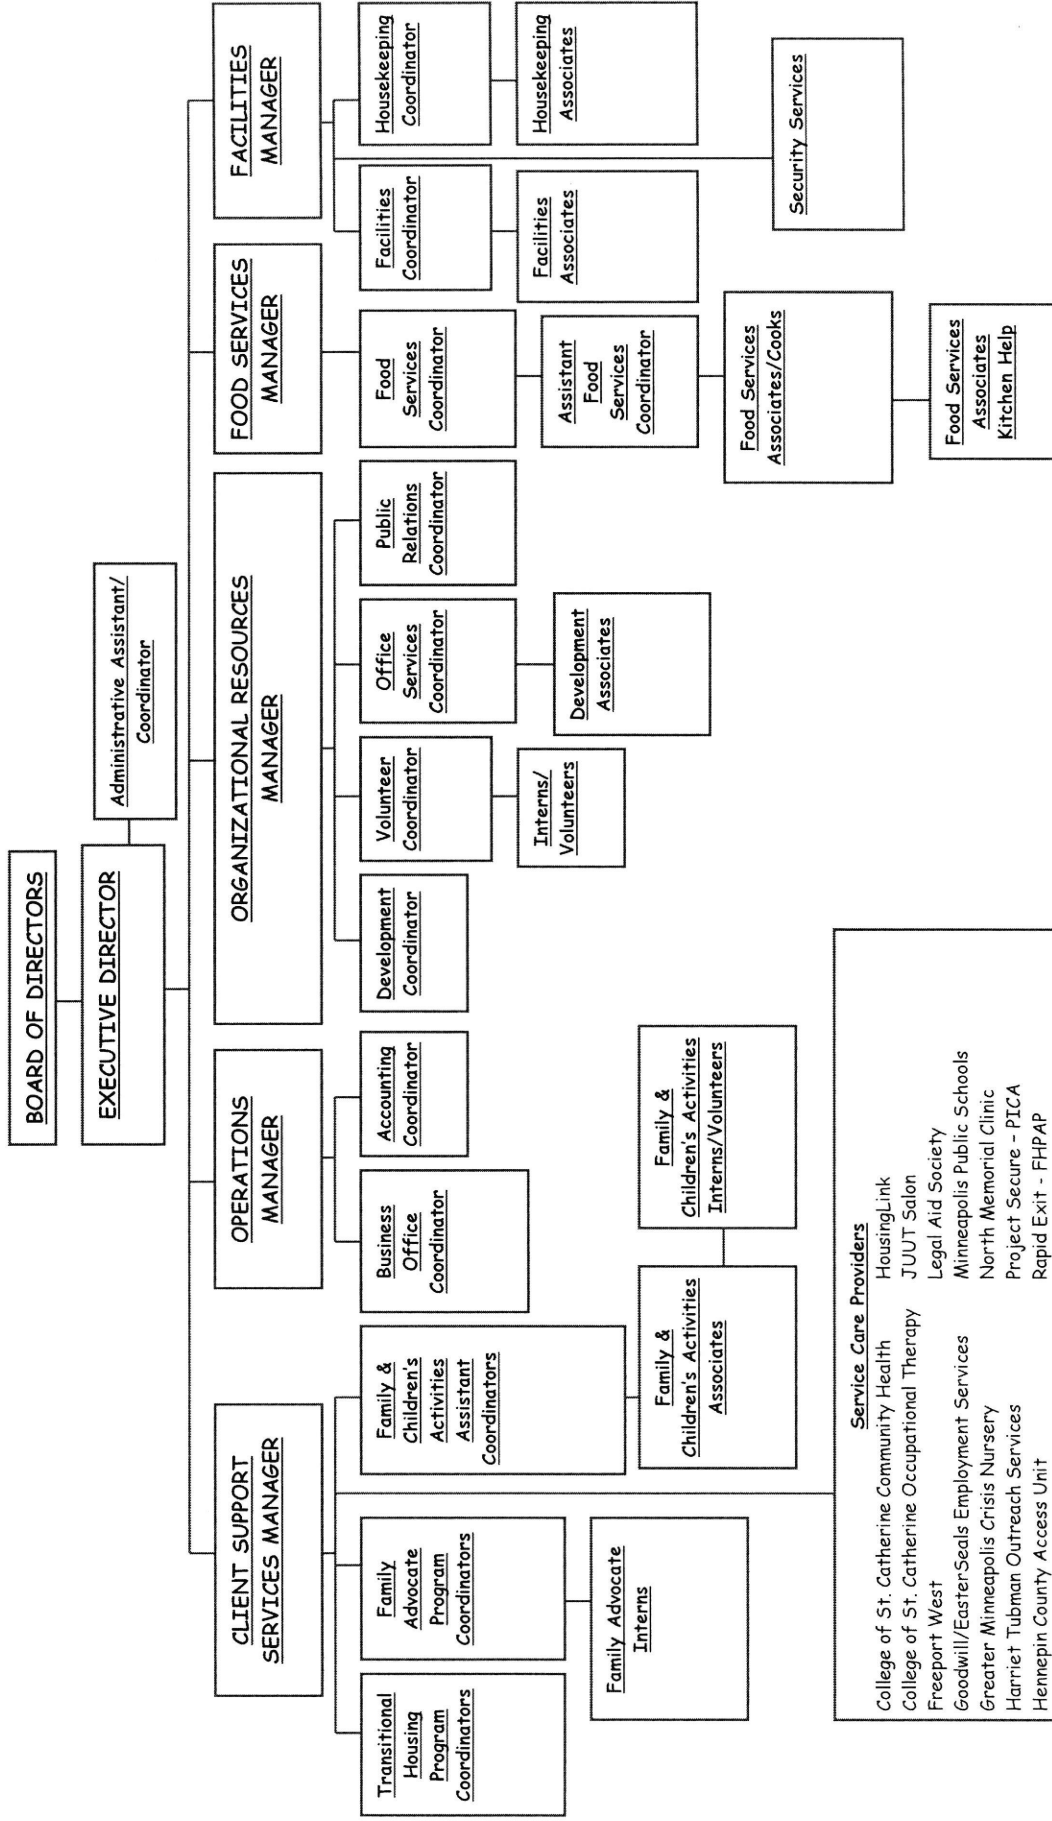 BOARD OF DIRECTORS
EXECUTIVE DIRECTOR
Administrative Assistant/
Coordinator
CLIENT SUPPORT
SERVICES MANAGER
OPERATIONS
MANAGER
ORGANIZATIONAL RESOURCES
MANAGER
FOOD SERVICES
MANAGER
FACILITIES
MANAGER
Transitional
Housing
Program
Coordinators
Family
Advocate
Program
Coordinators
Family &
Children's
Activities
Assistant
Coordinators
Business
Office
Coordinator
Accounting
Coordinator
Development
Coordinator
Volunteer
Coordinator
Office
Services
Coordinator
Public
Relations
Coordinator
Food
Services
Coordinator
Facilities
Coordinator
Housekeeping
Coordinator
Family Advocate
Interns
Family &
Children's Activities
Associates
Family &
Children's Activities
Interns/Volunteers
Interns/
Volunteers
Development
Associates
Assistant
Food
Services
Coordinator
Facilities
Associates
Housekeeping
Associates
Food Services
Associates/Cooks
Security Services
Food Services
Associates
Kitchen Help
Service Care Providers
College of St. Catherine Community Health
College of St. Catherine Occupational Therapy
Freeport West
Goodwill/EasterSeals Employment Services
Greater Minneapolis Crisis Nursery
Harriet Tubman Outreach Services
Hennepin County Access Unit
HousingLink
JUUT Salon
Legal Aid Society
Minneapolis Public Schools
North Memorial Clinic
Project Secure - PICA
Rapid Exit - FHPAP